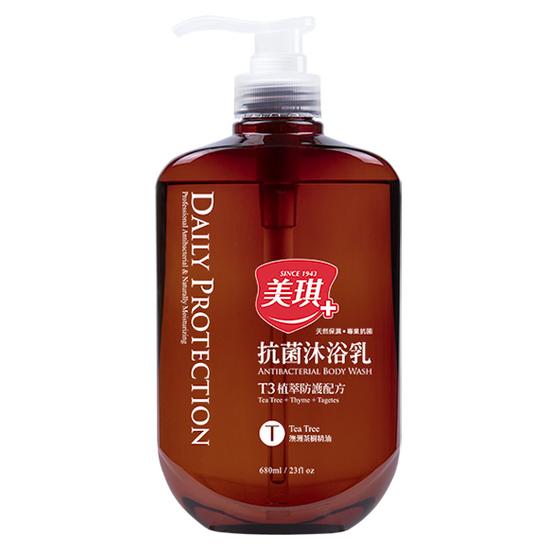 DAILY PROTECTION
Professional Antibacterial & Naturally Moisturizing
SINCE 1943
美琪
天然保濕•專業抗菌
抗菌沐浴乳
ANTIBACTERIAL BODY WASH
T3植萃防護配方
Tea Tree + Thyme + Tagetes
T
Tea Tree
澳洲茶樹精油
680ml / 23fl oz